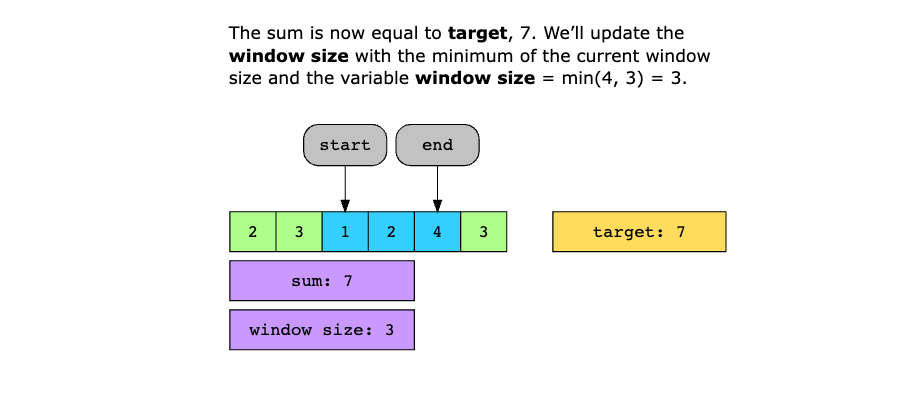 The sum is now equal to target, 7. We’ll update the
window size with the minimum of the current window
size and the variable window size = min(4, 3) = 3.
start end
2 3 1 2 4 3 target: 7
sum: 7
window size: 3